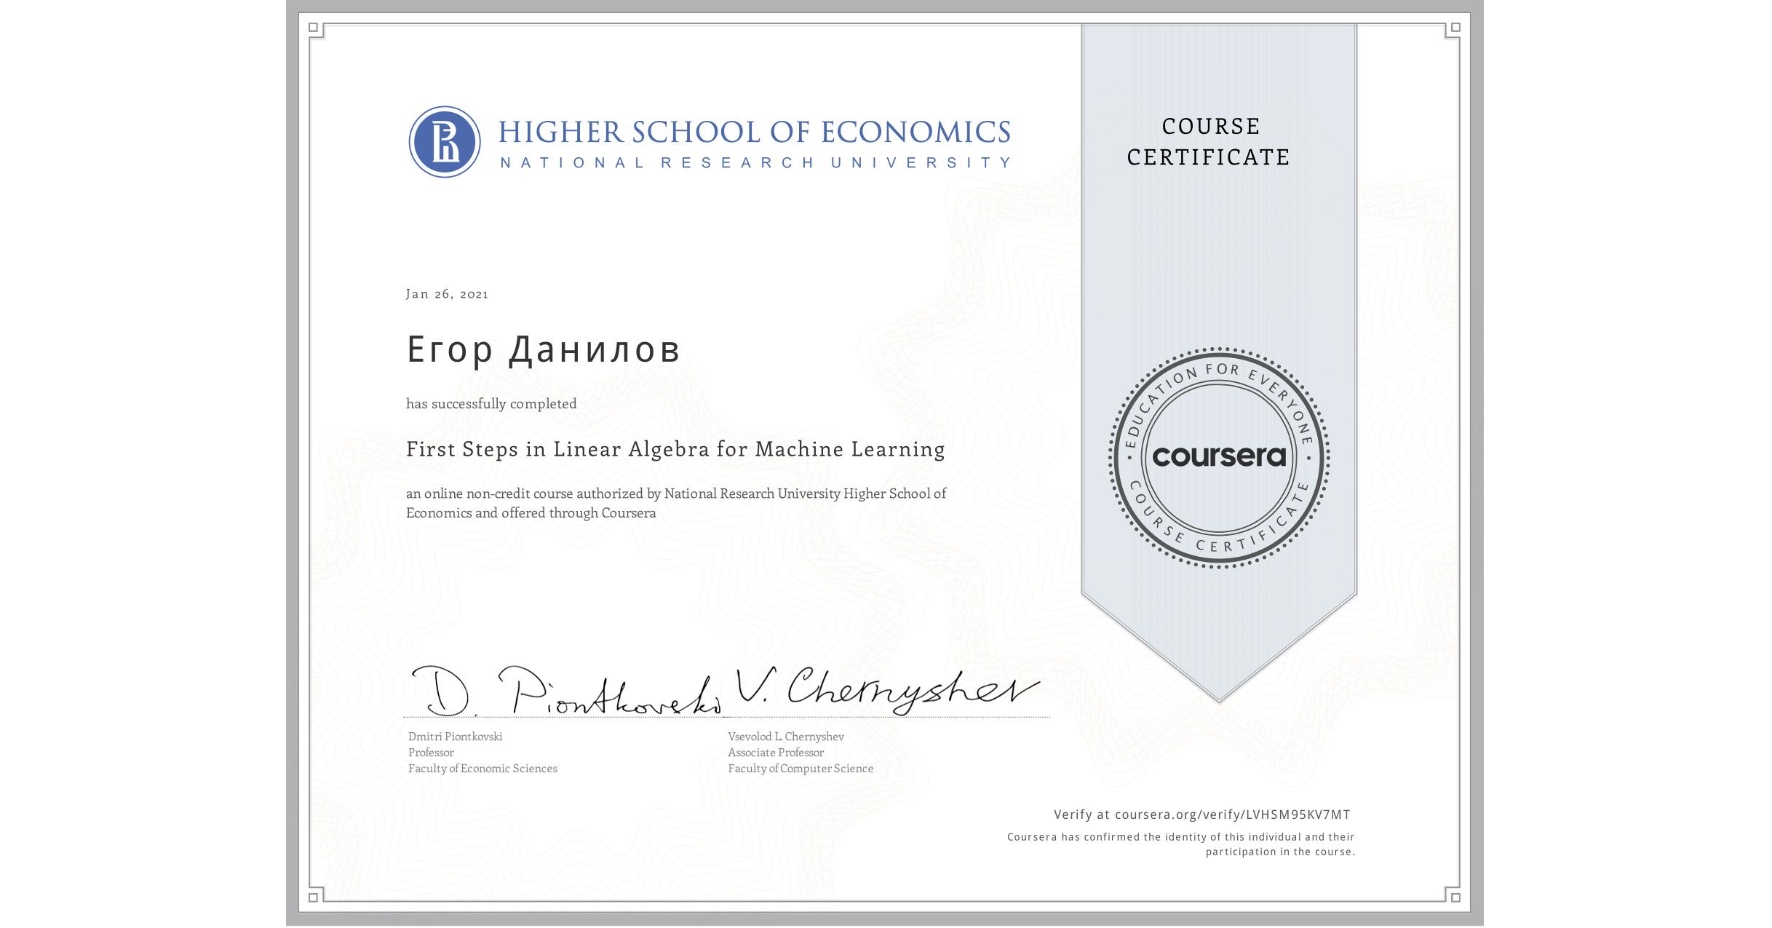 HIGHER SCHOOL OF ECONOMICS
NATIONAL RESEARCH UNIVERSITY
COURSE
CERTIFICATE
Jan 26, 2021
Егор Данилов
has successfully completed
First Steps in Linear Algebra for Machine Learning
an online non-credit course authorized by National Research University Higher School of
Economics and offered through Coursera
EDUCATION FOR EVERYONE
coursera
COURSE CERTIFICATE
D. Piontkovski
V. Chernyshev
Dmitri Piontkovski
Professor
Faculty of Economic Sciences
Vsevolod L. Chernyshev
Associate Professor
Faculty of Computer Science
Verify at coursera.org/verify/LVHSM95KV7MT
Coursera has confirmed the identity of this individual and their
participation in the course.